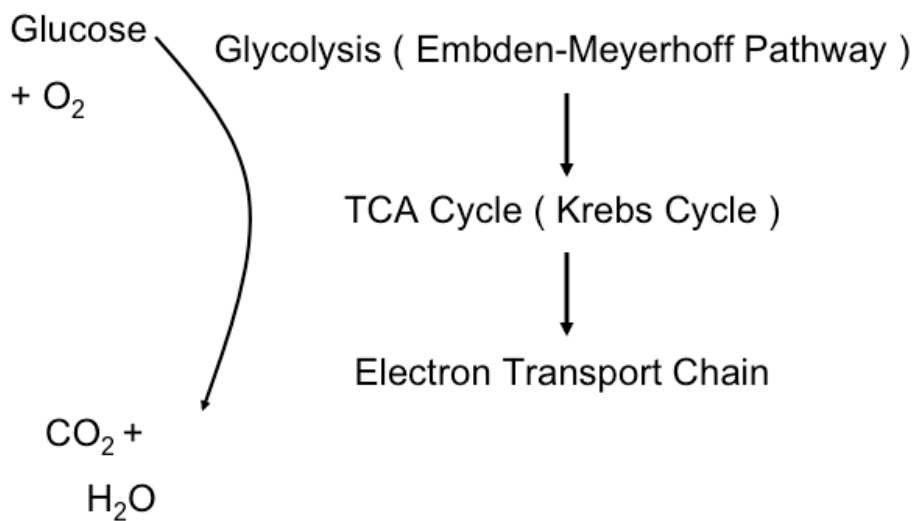 Glucose
+ O₂
Glycolysis ( Embden-Meyerhoff Pathway )
TCA Cycle ( Krebs Cycle )
Electron Transport Chain
CO₂ +
H₂O